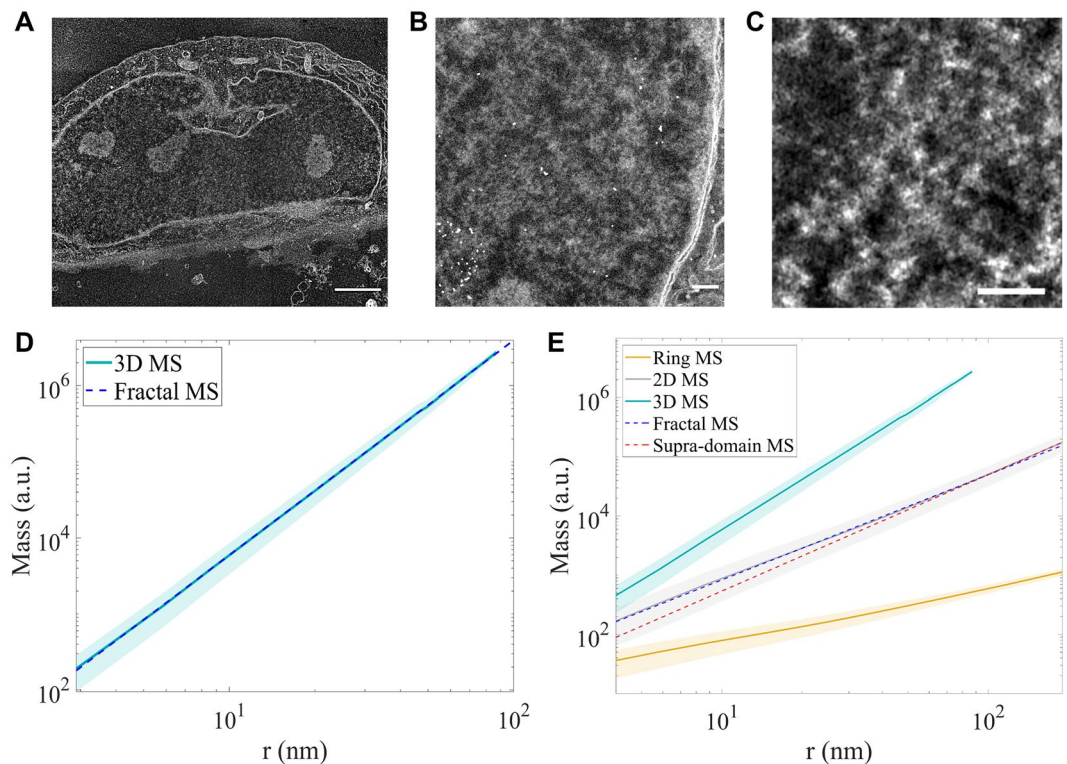 A
B
C
D
3D MS
Fractal MS
Mass (a.u.)
10^6
10^4
10^2
10^1
10^2
r (nm)
E
Ring MS
2D MS
3D MS
Fractal MS
Supra-domain MS
Mass (a.u.)
10^6
10^4
10^2
10^1
10^2
r (nm)